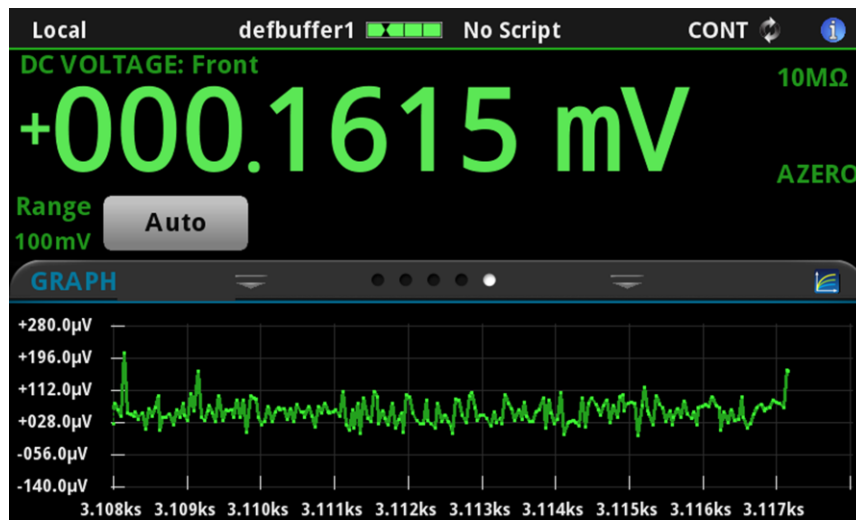 Local defbuffer1 No Script CONT
DC VOLTAGE: Front
10MΩ
+000.1615 mV
AZERO
Range
Auto
100mV
GRAPH
+280.0µV
+196.0µV
+112.0µV
+028.0µV
-056.0µV
-140.0µV
3.108ks 3.109ks 3.110ks 3.111ks 3.112ks 3.113ks 3.114ks 3.115ks 3.116ks 3.117ks